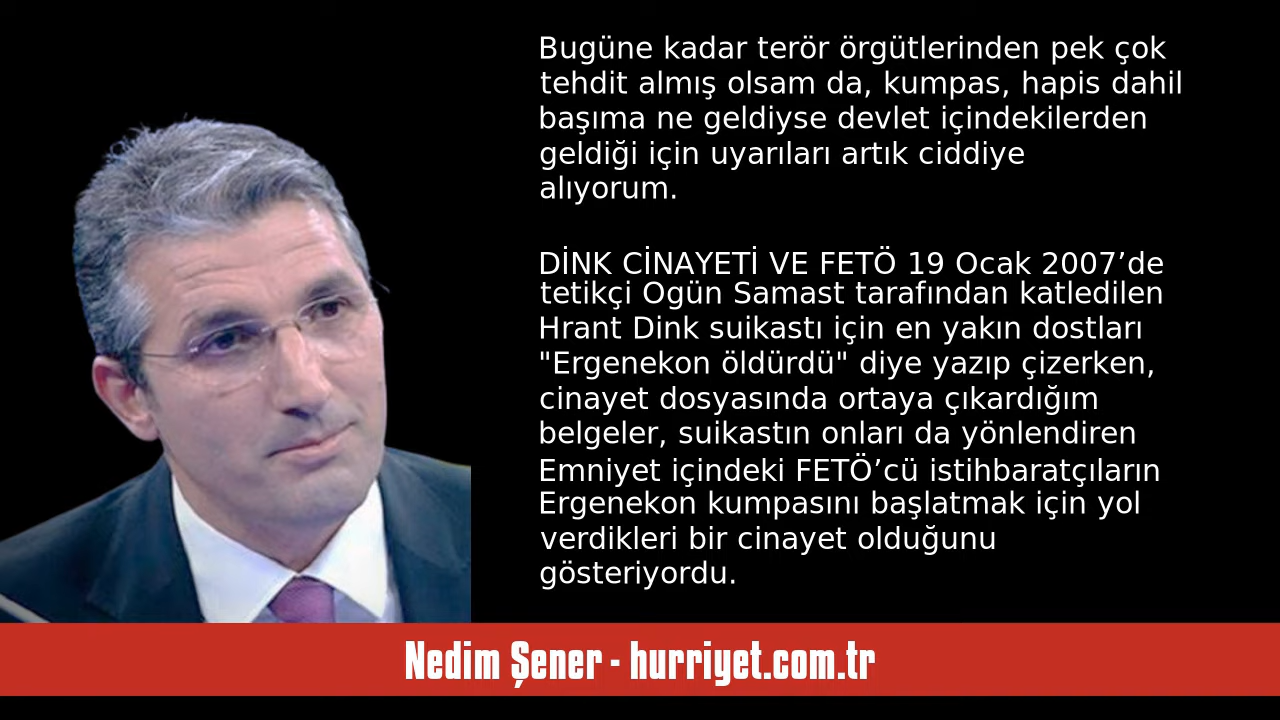 Bugüne kadar terör örgütlerinden pek çok
tehdit almış olsam da, kumpas, hapis dahil
başıma ne geldiyse devlet içindekilerden
geldiği için uyarıları artık ciddiye
alıyorum.
DİNK CİNAYETİ VE FETÖ 19 Ocak 2007’de
tetikçi Ogün Samast tarafından katledilen
Hrant Dink suikastı için en yakın dostları
"Ergenekon öldürdü" diye yazıp çizerken,
cinayet dosyasında ortaya çıkardığım
belgeler, suikastın onları da yönlendiren
Emniyet içindeki FETÖ’cü istihbaratçıların
Ergenekon kumpasını başlatmak için yol
verdikleri bir cinayet olduğunu
gösteriyordu.
Nedim Şener - hurriyet.com.tr